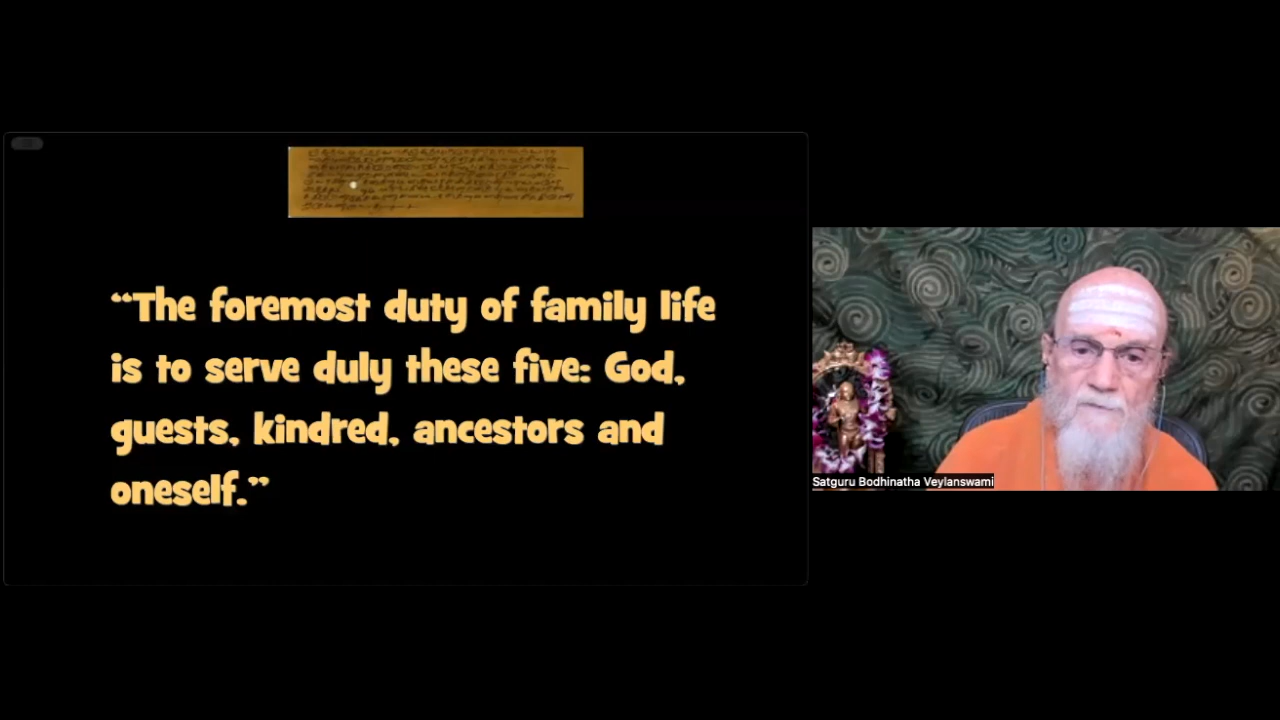 “The foremost duty of family life
is to serve duly these five: God,
guests, kindred, ancestors and
oneself.”
Satguru Bodhinatha Veylanswami